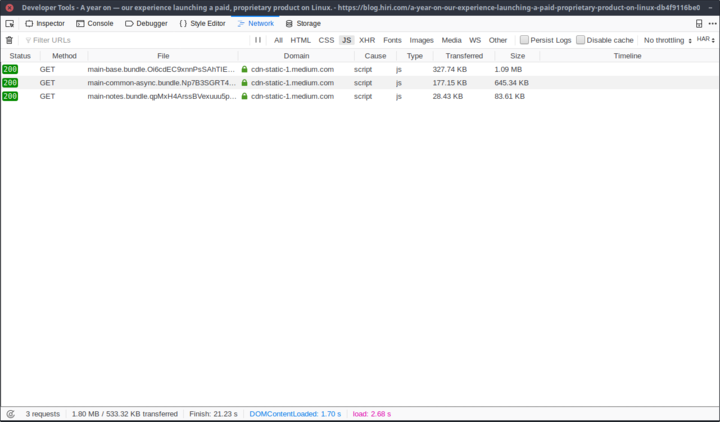 Developer Tools - A year on — our experience launching a paid, proprietary product on Linux. - https://blog.hiri.com/a-year-on-our-experience-launching-a-paid-proprietary-product-on-linux-db4f9116be0
Inspector Console Debugger {} Style Editor Network Storage
Filter URLs All HTML CSS JS XHR Fonts Images Media WS Other Persist Logs Disable cache No throttling HAR
Status Method File Domain Cause Type Transferred Size Timeline
200 GET main-base.bundle.Oi6cdEC9xnnPsSAhTIE… cdn-static-1.medium.com script js 327.74 KB 1.09 MB
200 GET main-common-async.bundle.Np7B3SGRT4… cdn-static-1.medium.com script js 177.15 KB 645.34 KB
200 GET main-notes.bundle.qpMxH4ArssBVexuuu5p… cdn-static-1.medium.com script js 28.43 KB 83.61 KB
3 requests 1.80 MB / 533.32 KB transferred Finish: 21.23 s DOMContentLoaded: 1.70 s load: 2.68 s